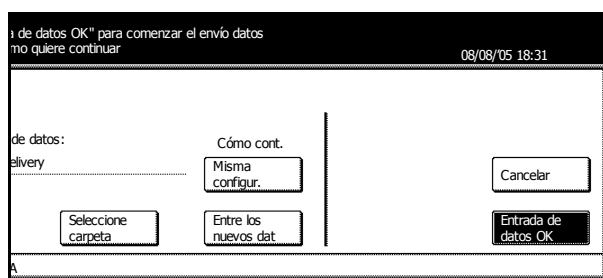 a de datos OK" para comenzar el envío datos
mo quiere continuar
08/08/'05 18:31
de datos:
elivery
Cómo cont.
Misma
configur.
Cancelar
Seleccione
carpeta
Entre los
nuevos dat
Entrada de
datos OK
A